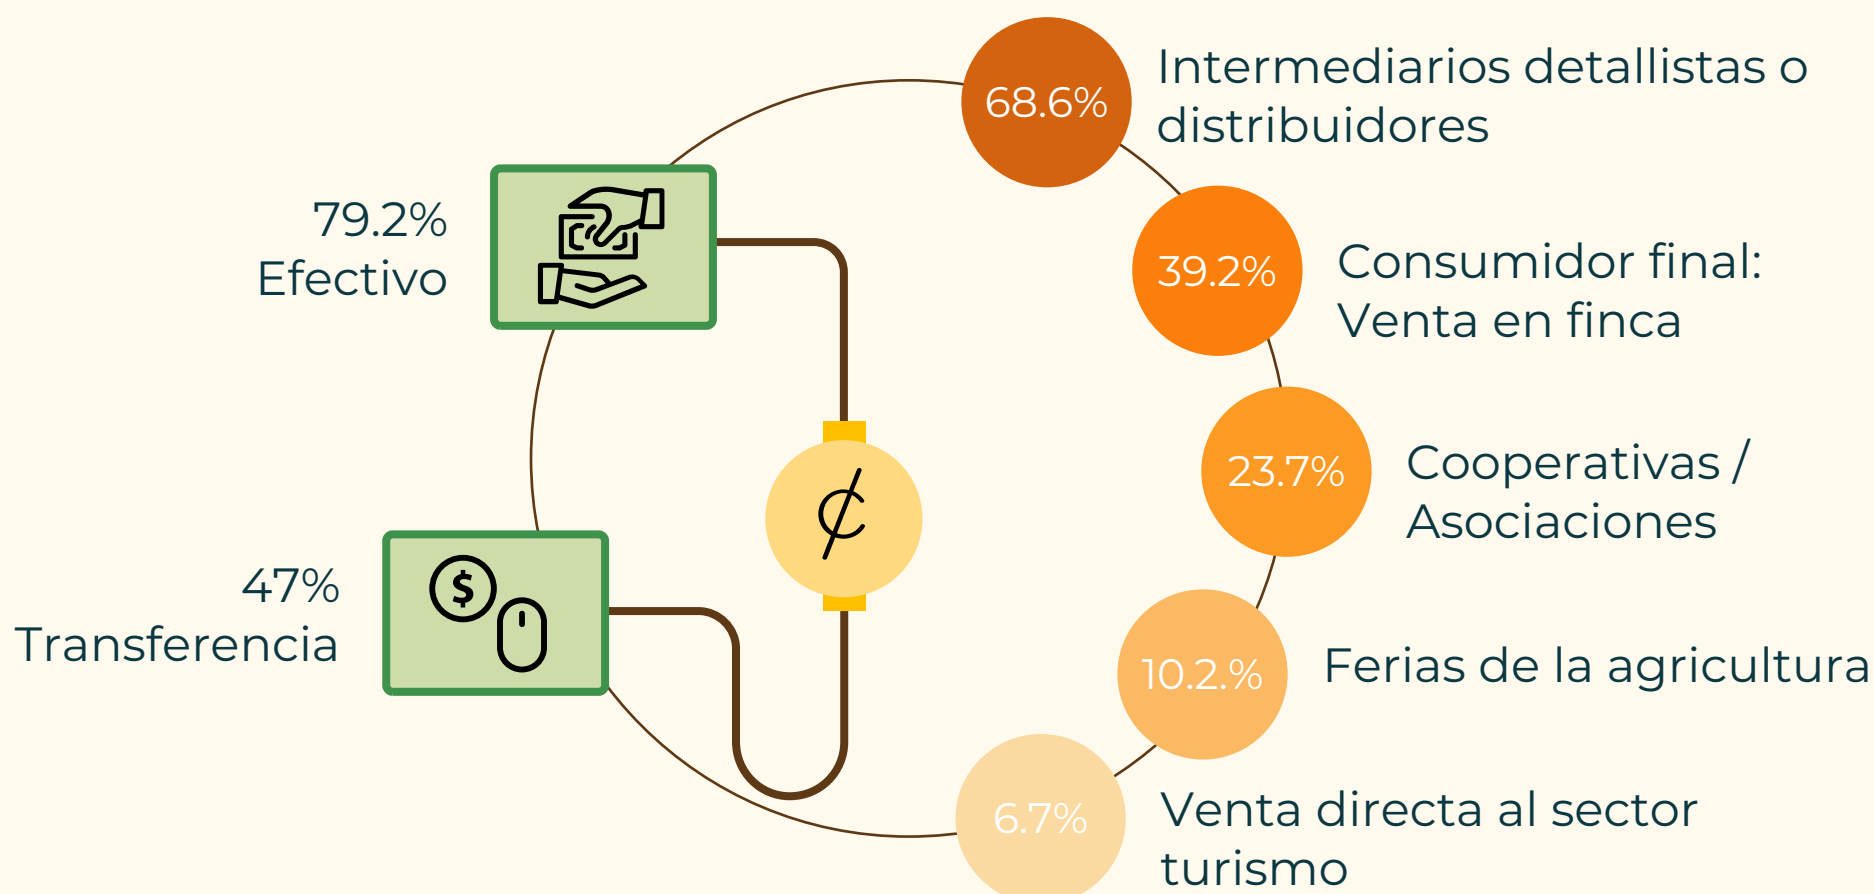 79.2%
Efectivo
47%
Transferencia
$
₡
68.6%
Intermediarios detallistas o
distribuidores
39.2%
Consumidor final:
Venta en finca
23.7%
Cooperativas /
Asociaciones
10.2.%
Ferias de la agricultura
6.7%
Venta directa al sector
turismo